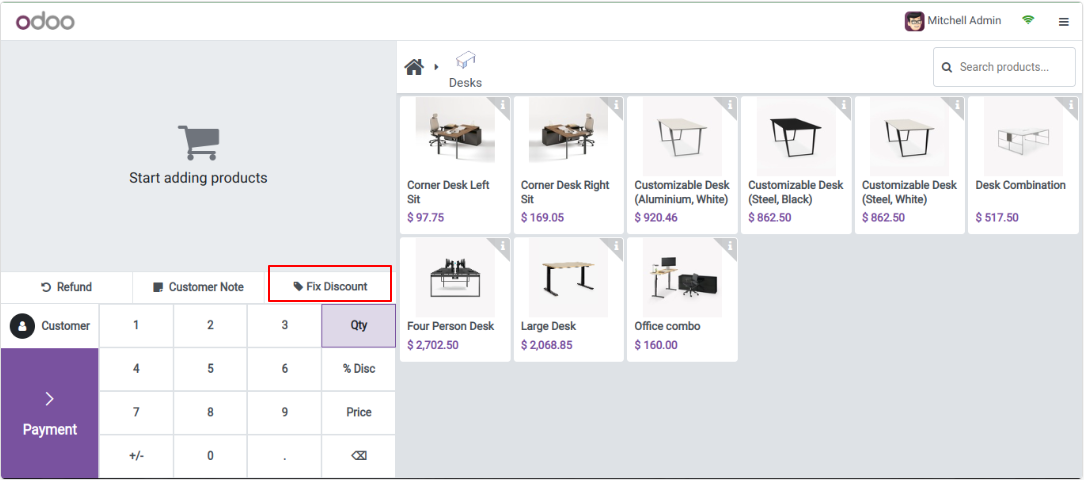 odoo
Mitchell Admin
Desks
Search products...
Start adding products
Corner Desk Left
Sit
$ 97.75
Corner Desk Right
Sit
$ 169.05
Customizable Desk
(Aluminium, White)
$ 920.46
Customizable Desk
(Steel, Black)
$ 862.50
Customizable Desk
(Steel, White)
$ 862.50
Desk Combination
$ 517.50
Four Person Desk
$ 2,702.50
Large Desk
$ 2,068.85
Office combo
$ 160.00
Refund
Customer Note
Fix Discount
Customer
1
2
3
Qty
4
5
6
% Disc
Payment
7
8
9
Price
+/-
0
.